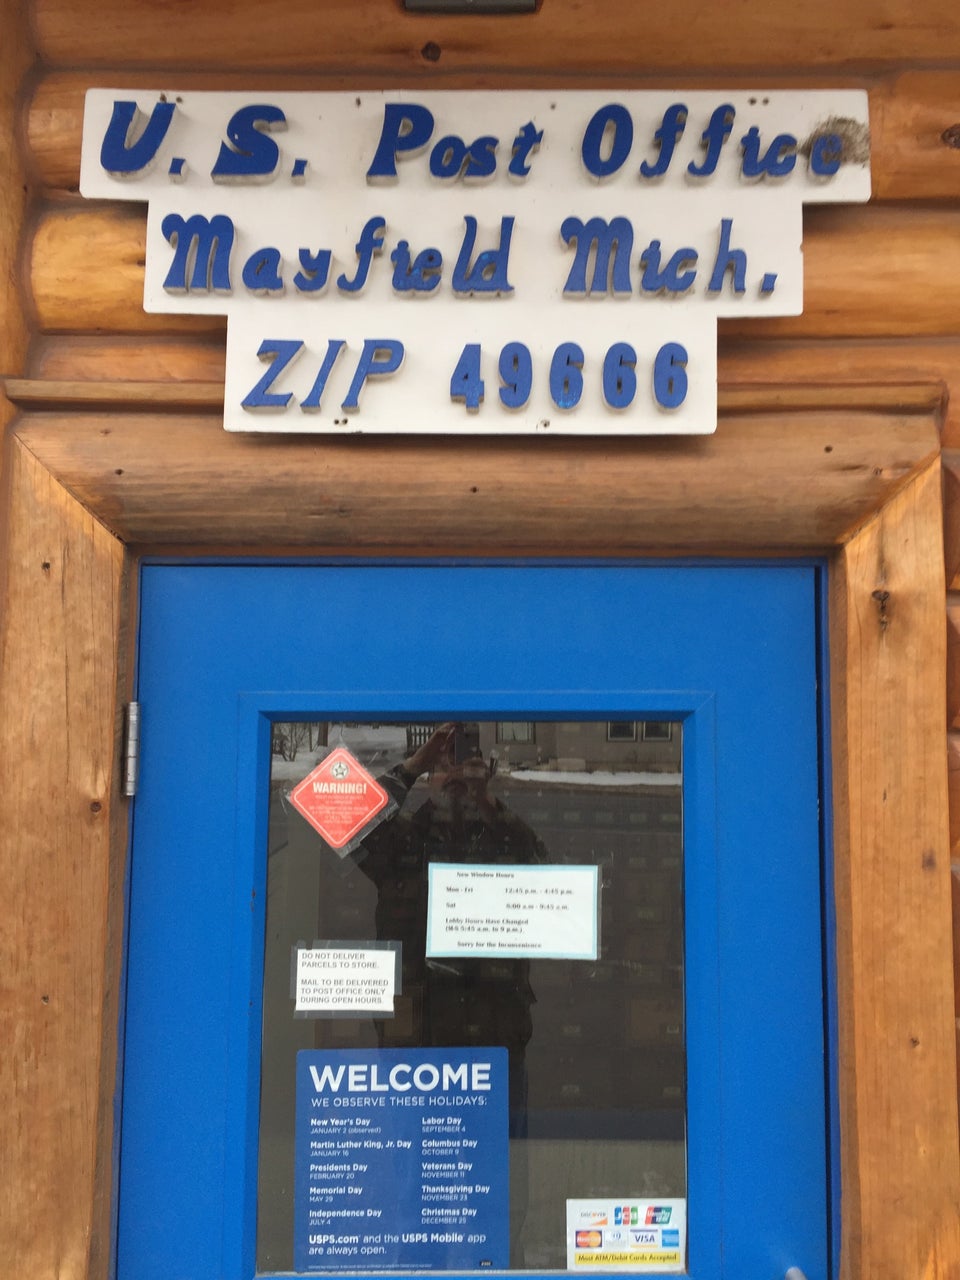 U.S. Post Office
Mayfield Mich.
ZIP 49666
WARNING!
New Window Hours
Mon - Fri 12:45 p.m. - 4:45 p.m.
Sat 8:00 a.m - 9:45 a.m.
Lobby Hours Have Changed
(M-S 5:45 a.m. to 9 p.m.)
Sorry for the Inconvenience
DO NOT DELIVER
PARCELS TO STORE.
MAIL TO BE DELIVERED
TO POST OFFICE ONLY
DURING OPEN HOURS.
WELCOME
WE OBSERVE THESE HOLIDAYS:
New Year's Day
JANUARY 2 (observed)
Martin Luther King, Jr. Day
JANUARY 16
Presidents Day
FEBRUARY 20
Memorial Day
MAY 29
Independence Day
JULY 4
Labor Day
SEPTEMBER 4
Columbus Day
OCTOBER 9
Veterans Day
NOVEMBER 11
Thanksgiving Day
NOVEMBER 23
Christmas Day
DECEMBER 25
USPS.com and the USPS Mobile app
are always open.
DISCOVER JCB UnionPay
MasterCard VISA
Most ATM/Debit Cards Accepted